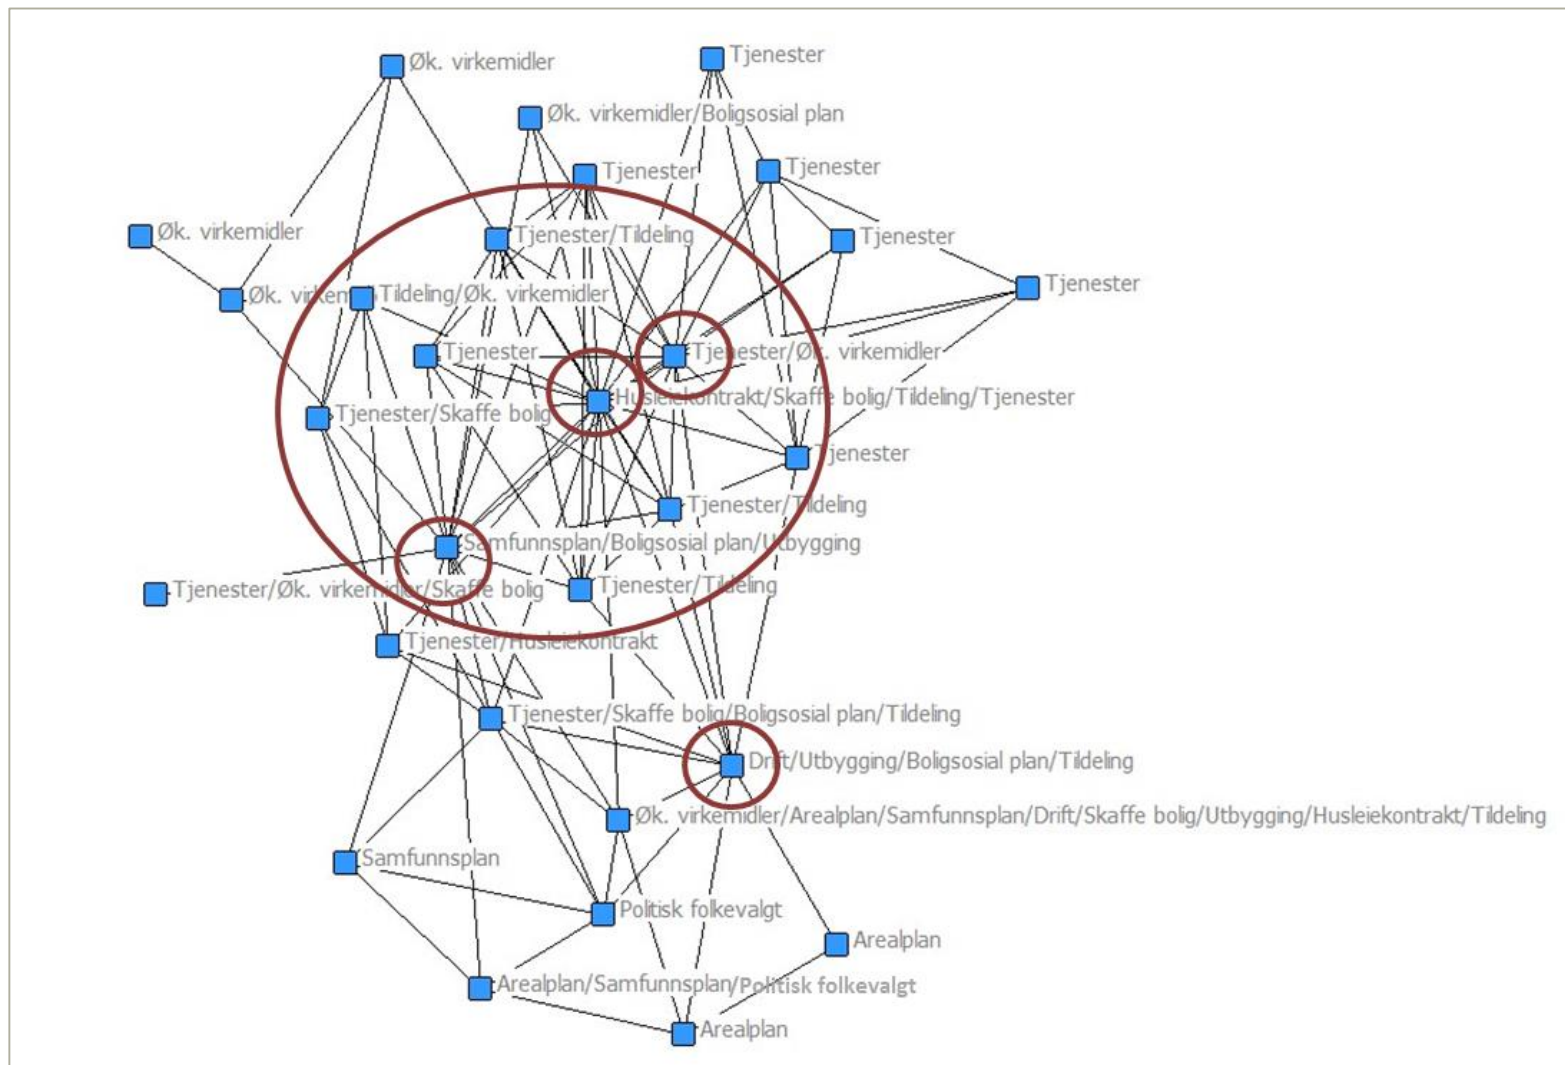 Øk. virkemidler
Tjenester
Øk. virkemidler/Boligsosial plan
Tjenester
Tjenester
Øk. virkemidler
Tjenester/Tildeling
Tjenester
Tjenester
Øk. virkem
Tildeling/Øk. virkemidler
Tjenester
Tjenester/Øk. virkemidler
Husleiekontrakt/Skaffe bolig/Tildeling/Tjenester
Tjenester/Skaffe bolig
Tjenester
Tjenester/Tildeling
Samfunnsplan/Boligsosial plan/Utbygging
Tjenester/Øk. virkemidler/Skaffe bolig
Tjenester/Tildeling
Tjenester/Husleiekontrakt
Tjenester/Skaffe bolig/Boligsosial plan/Tildeling
Drift/Utbygging/Boligsosial plan/Tildeling
Øk. virkemidler/Arealplan/Samfunnsplan/Drift/Skaffe bolig/Utbygging/Husleiekontrakt/Tildeling
Samfunnsplan
Politisk folkevalgt
Arealplan
Arealplan/Samfunnsplan/Politisk folkevalgt
Arealplan